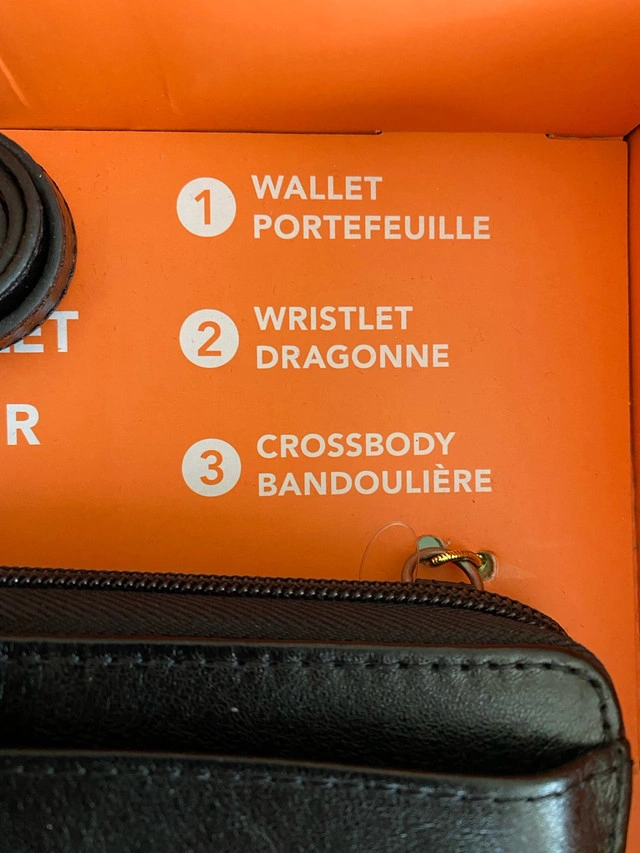 1 WALLET
PORTEFEUILLE
2 WRISTLET
DRAGONNE
3 CROSSBODY
BANDOULIÈRE